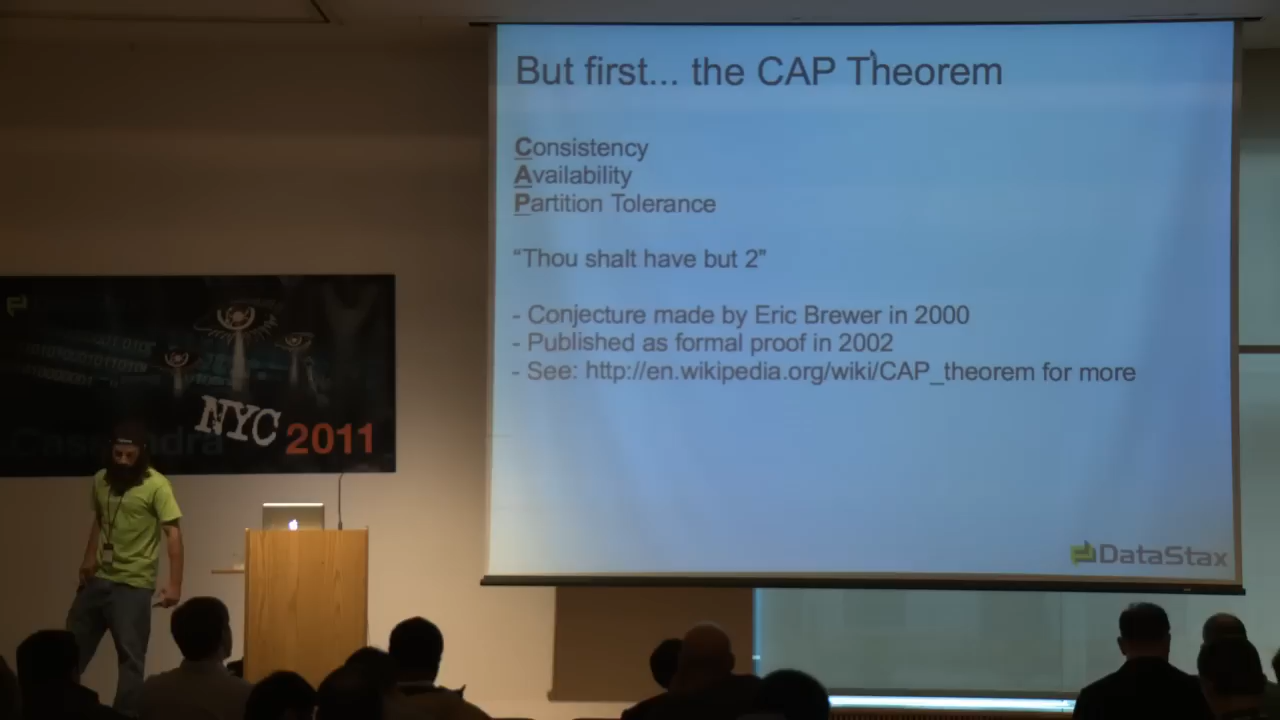 But first... the CAP Theorem
Consistency
Availability
Partition Tolerance
“Thou shalt have but 2”
- Conjecture made by Eric Brewer in 2000
- Published as formal proof in 2002
- See: http://en.wikipedia.org/wiki/CAP_theorem for more
DataStax
NYC
Cassandra
2011